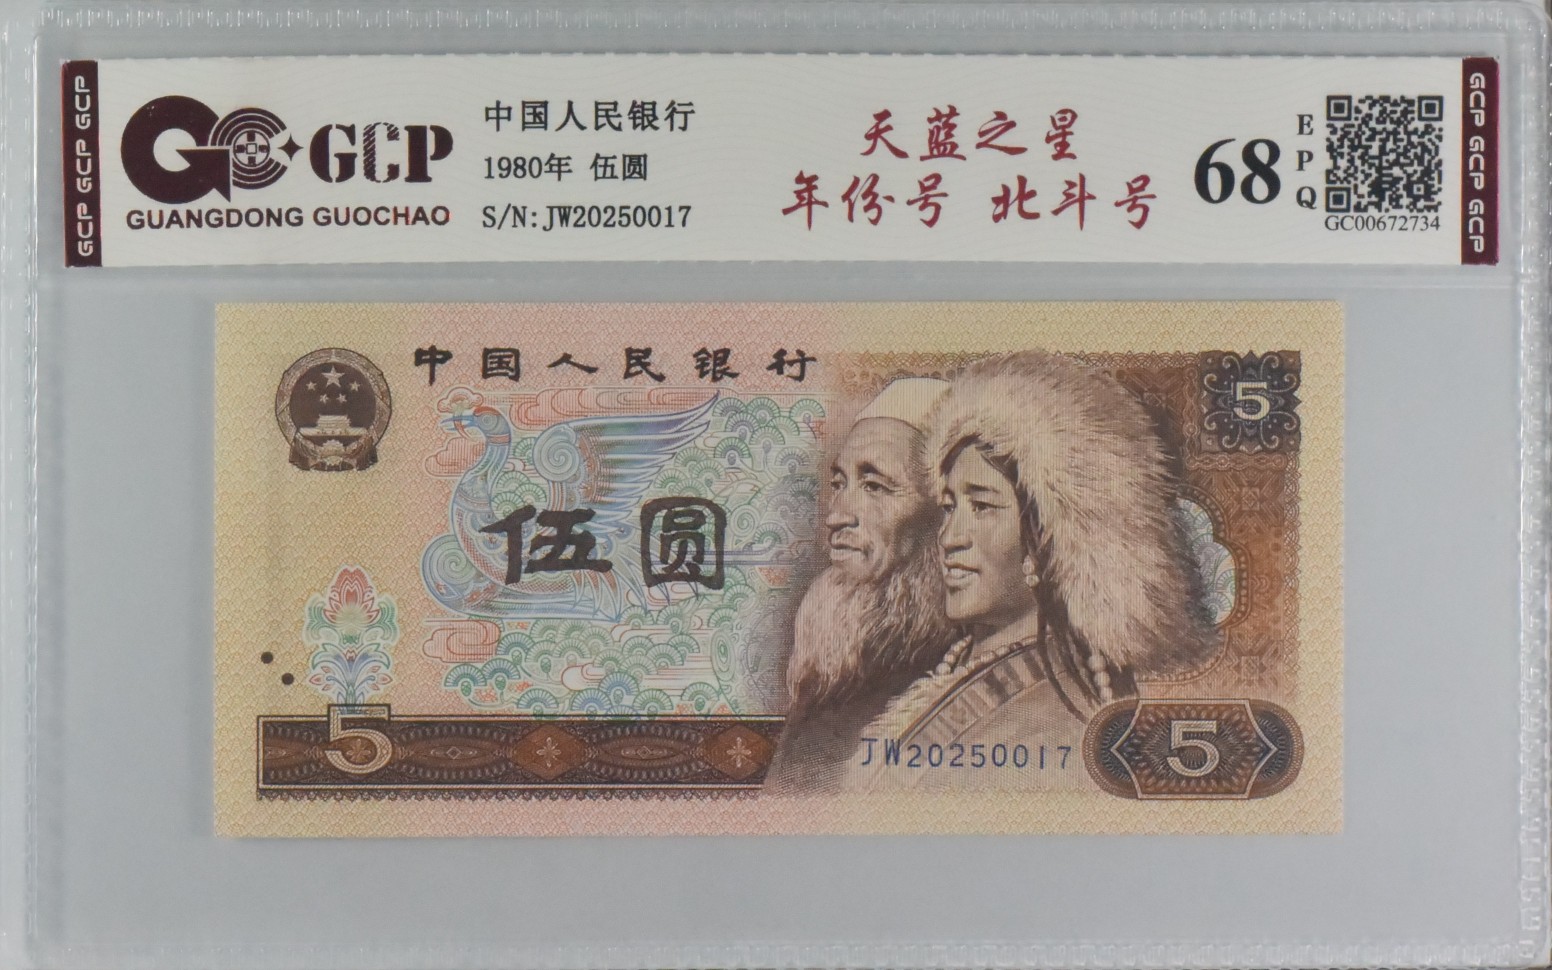 GCP GCP GCP
GCP
GUANGDONG GUOCHAO
中国人民银行
1980年 伍圆
S/N:JW20250017
天蓝之星
年份号 北斗号
68
EPQ
GC00672734
GCP GCP GCP
中国人民银行
5
伍圆
5
JW20250017
5